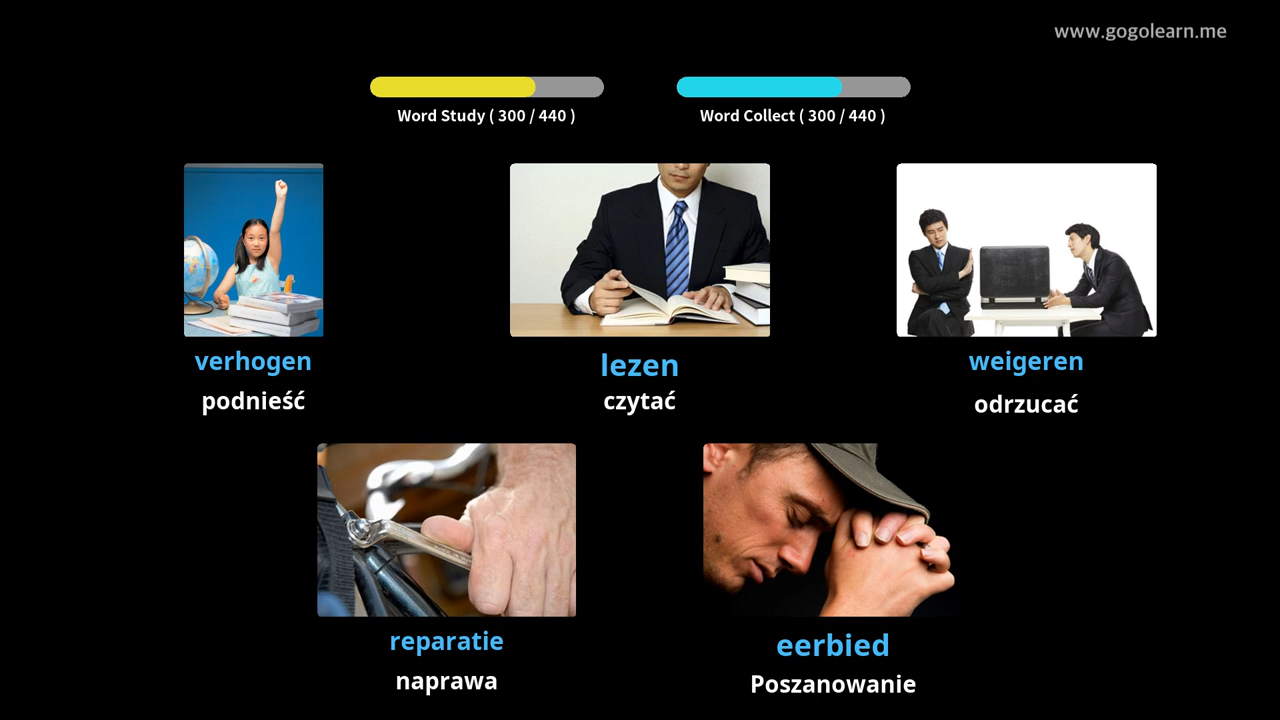 www.gogolearn.me
Word Study ( 300 / 440 )
Word Collect ( 300 / 440 )
verhogen
podnieść
lezen
czytać
weigeren
odrzucać
reparatie
naprawa
eerbied
Poszanowanie